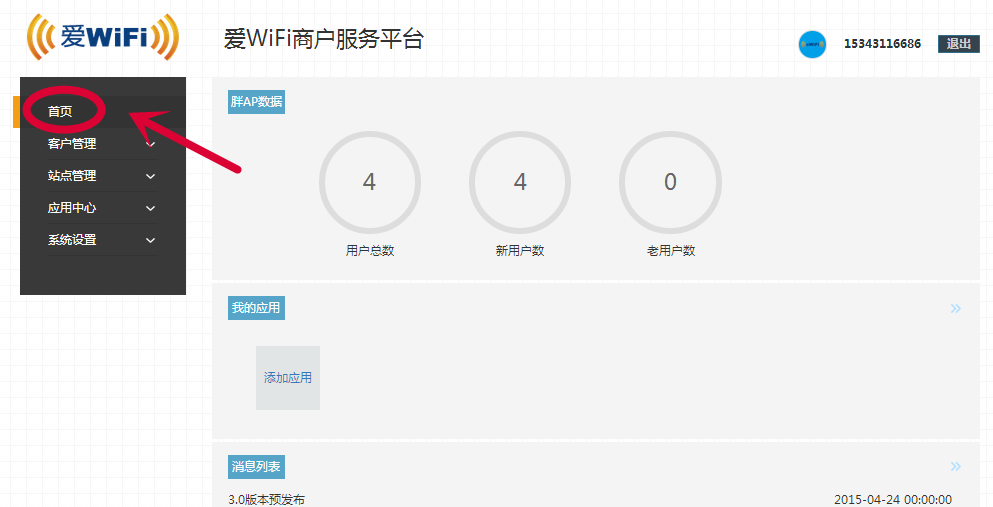 爱WiFi
爱WiFi商户服务平台
15343116686
退出
首页
客户管理
站点管理
应用中心
系统设置
胖AP数据
4
4
0
用户总数
新用户数
老用户数
我的应用
添加应用
消息列表
3.0版本预发布
2015-04-24 00:00:00